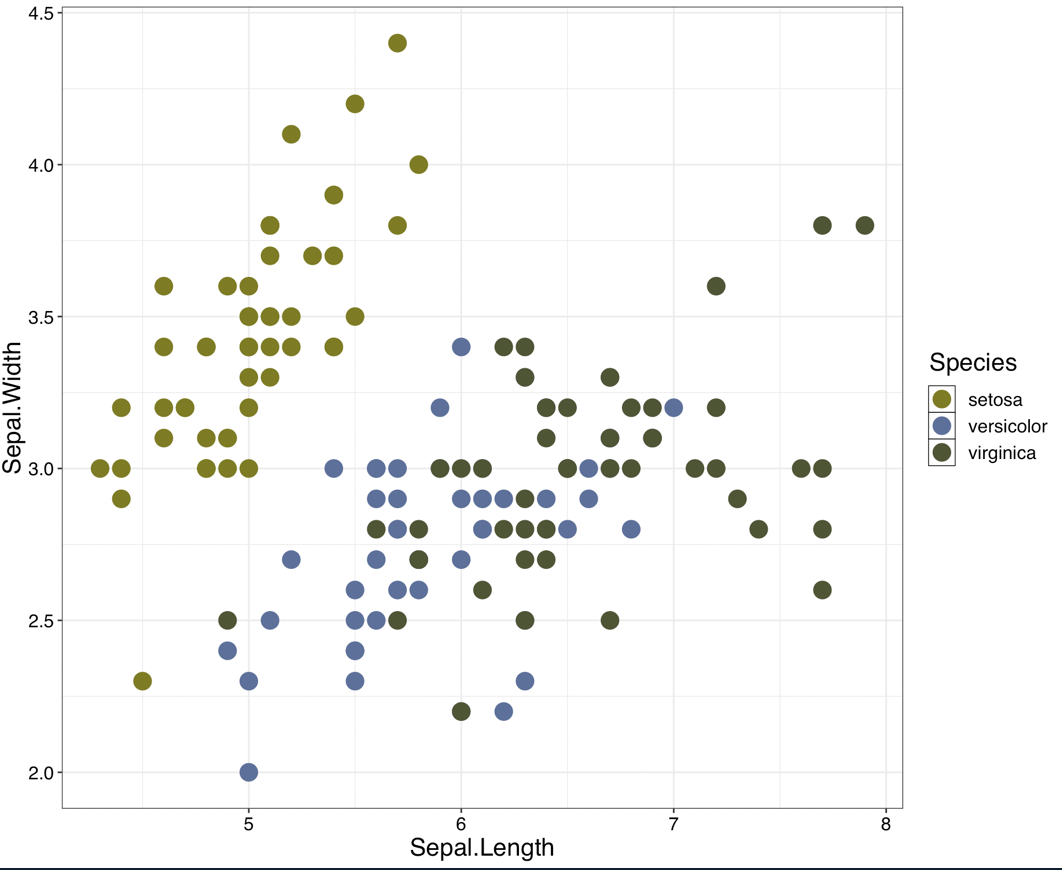 4.5
4.0
3.5
3.0
2.5
2.0
Sepal.Width
5 6 7 8
Sepal.Length
Species
setosa
versicolor
virginica